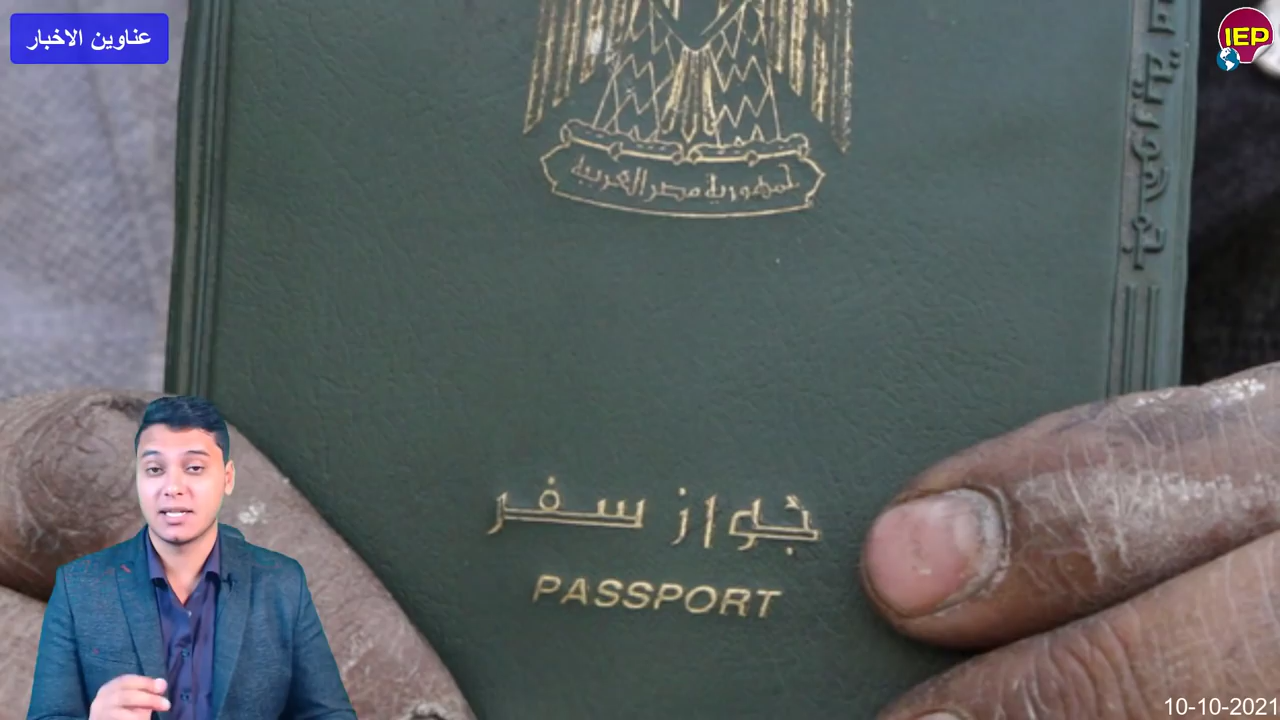 عناوين الاخبار
IEP
جمهورية مصر العربية
جواز سفر
PASSPORT
10-10-2021